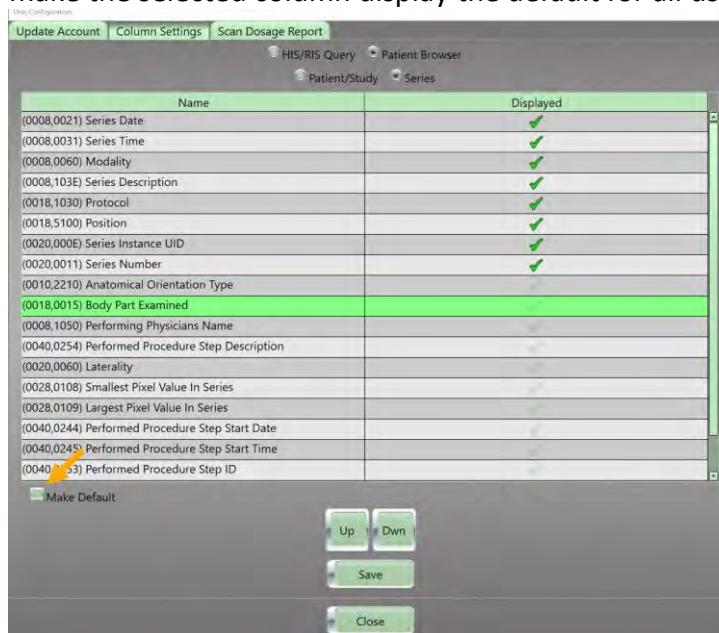 make the selected column display the default for all us
User Configuration
Update Account Column Settings Scan Dosage Report
HIS/RIS Query Patient Browser
Patient/Study Series
Name Displayed
(0008,0021) Series Date
(0008,0031) Series Time
(0008,0060) Modality
(0008,103E) Series Description
(0018,1030) Protocol
(0018,5100) Position
(0020,000E) Series Instance UID
(0020,0011) Series Number
(0010,2210) Anatomical Orientation Type
(0018,0015) Body Part Examined
(0008,1050) Performing Physicians Name
(0040,0254) Performed Procedure Step Description
(0020,0060) Laterality
(0028,0108) Smallest Pixel Value In Series
(0028,0109) Largest Pixel Value In Series
(0040,0244) Performed Procedure Step Start Date
(0040,0245) Performed Procedure Step Start Time
Performed Procedure Step ID
Make Default
Up Dwn
Save
Close